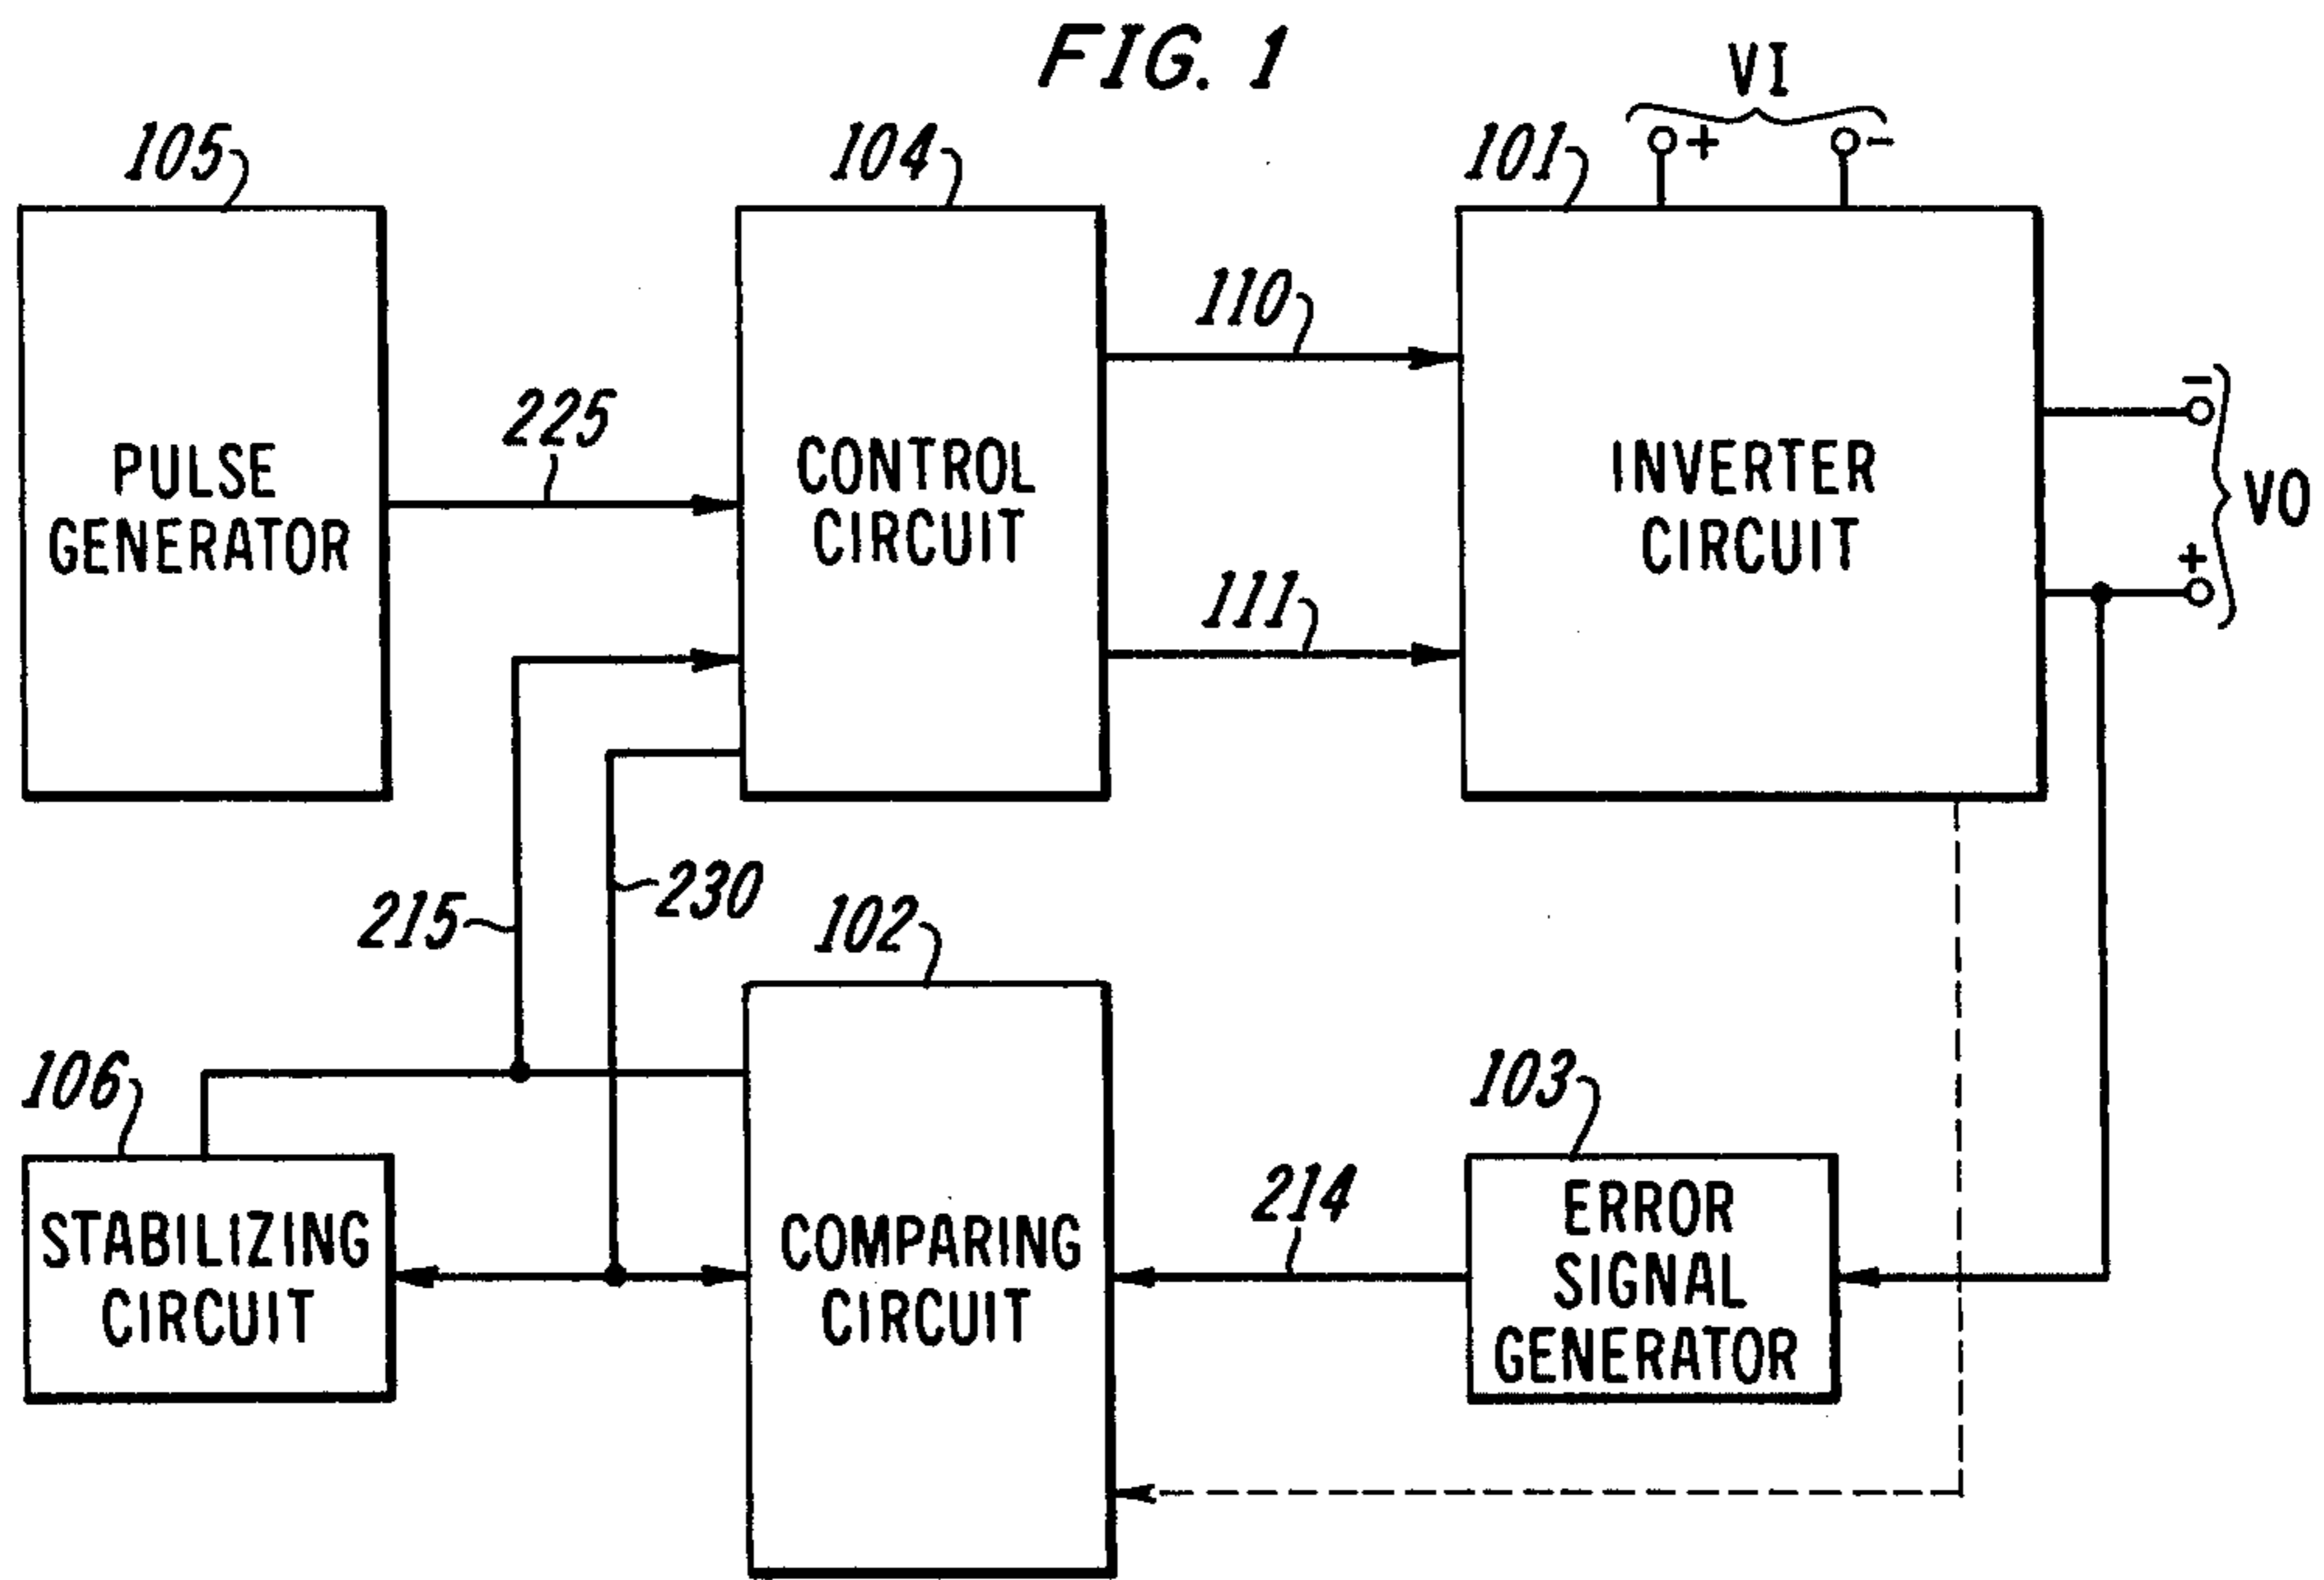 FIG. 1
VI
+ -
105
104
101
110
225
PULSE
GENERATOR
CONTROL
CIRCUIT
INVERTER
CIRCUIT
-
VO
+
111
215
230
102
106
103
214
STABILIZING
CIRCUIT
COMPARING
CIRCUIT
ERROR
SIGNAL
GENERATOR